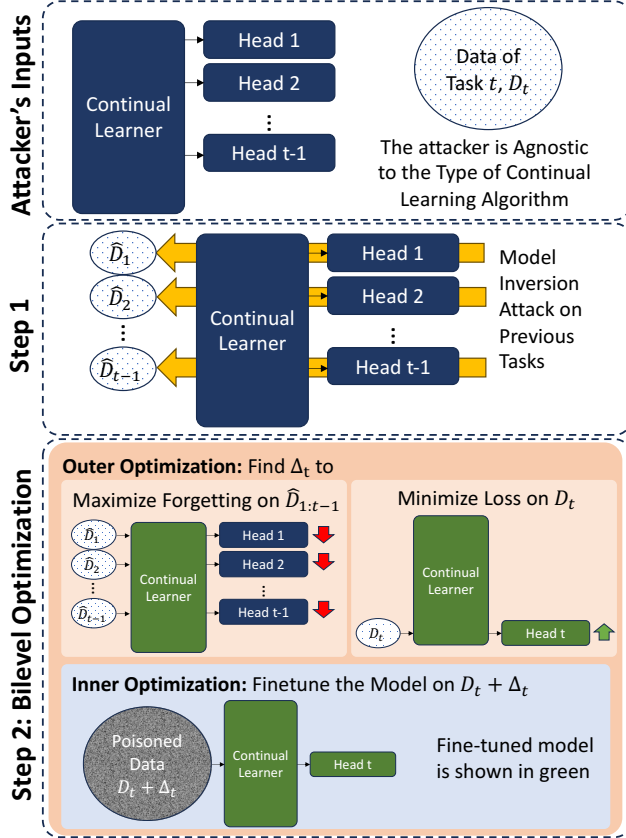 Attacker's Inputs
Continual
Learner
Head 1
Head 2
⋮
Head t-1
Data of
Task t, D_t
The attacker is Agnostic
to the Type of Continual
Learning Algorithm
Step 1
D̂_1
D̂_2
⋮
D̂_{t−1}
Continual
Learner
Head 1
Head 2
⋮
Head t-1
Model
Inversion
Attack on
Previous
Tasks
Step 2: Bilevel Optimization
Outer Optimization: Find Δ_t to
Maximize Forgetting on D̂_{1:t−1}
D̂_1
D̂_2
⋮
D̂_{t−1}
Continual
Learner
Head 1
Head 2
⋮
Head t-1
Minimize Loss on D_t
Continual
Learner
D_t
Head t
Inner Optimization: Finetune the Model on D_t + Δ_t
Poisoned
Data
D_t + Δ_t
Continual
Learner
Head t
Fine-tuned model
is shown in green